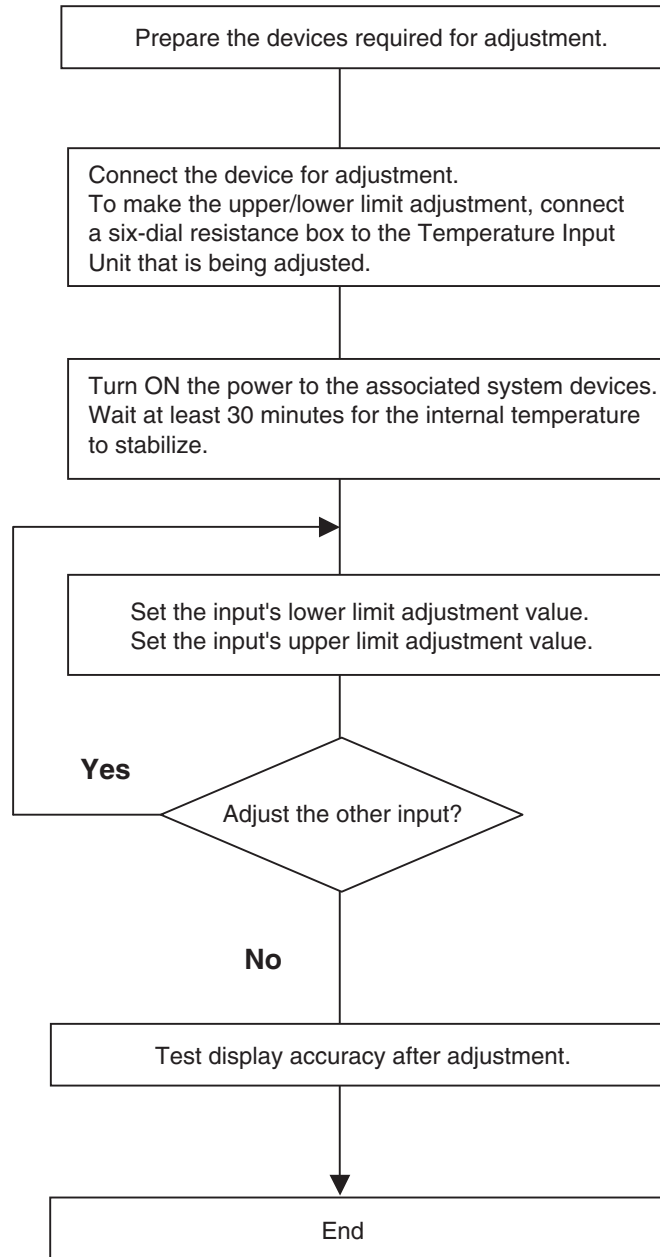 Prepare the devices required for adjustment.
Connect the device for adjustment.
To make the upper/lower limit adjustment, connect
a six-dial resistance box to the Temperature Input
Unit that is being adjusted.
Turn ON the power to the associated system devices.
Wait at least 30 minutes for the internal temperature
to stabilize.
Set the input's lower limit adjustment value.
Set the input's upper limit adjustment value.
Yes
Adjust the other input?
No
Test display accuracy after adjustment.
End